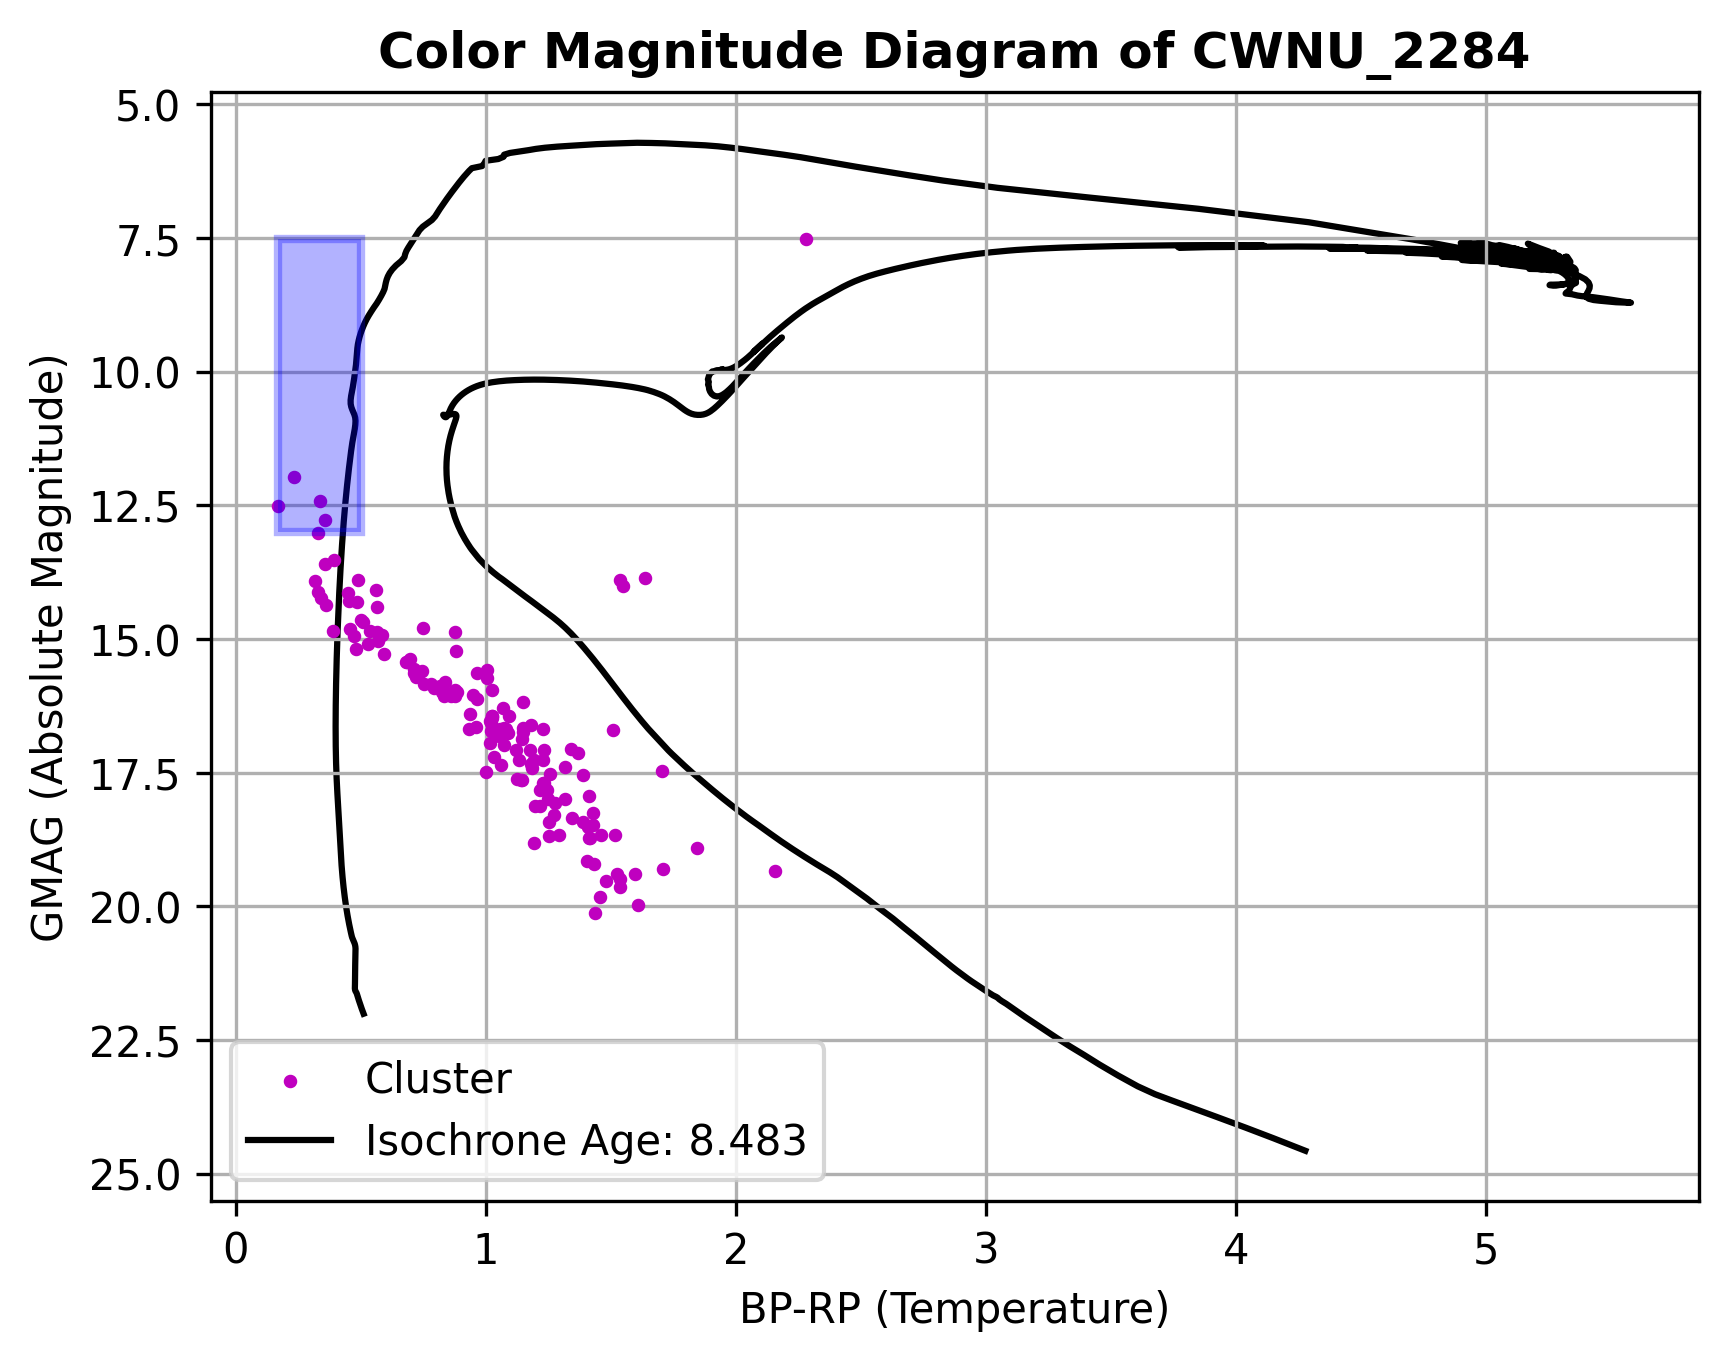 Color Magnitude Diagram of CWNU_2284
GMAG (Absolute Magnitude)
5.0
7.5
10.0
12.5
15.0
17.5
20.0
22.5
25.0
Cluster
Isochrone Age: 8.483
0 1 2 3 4 5
BP-RP (Temperature)